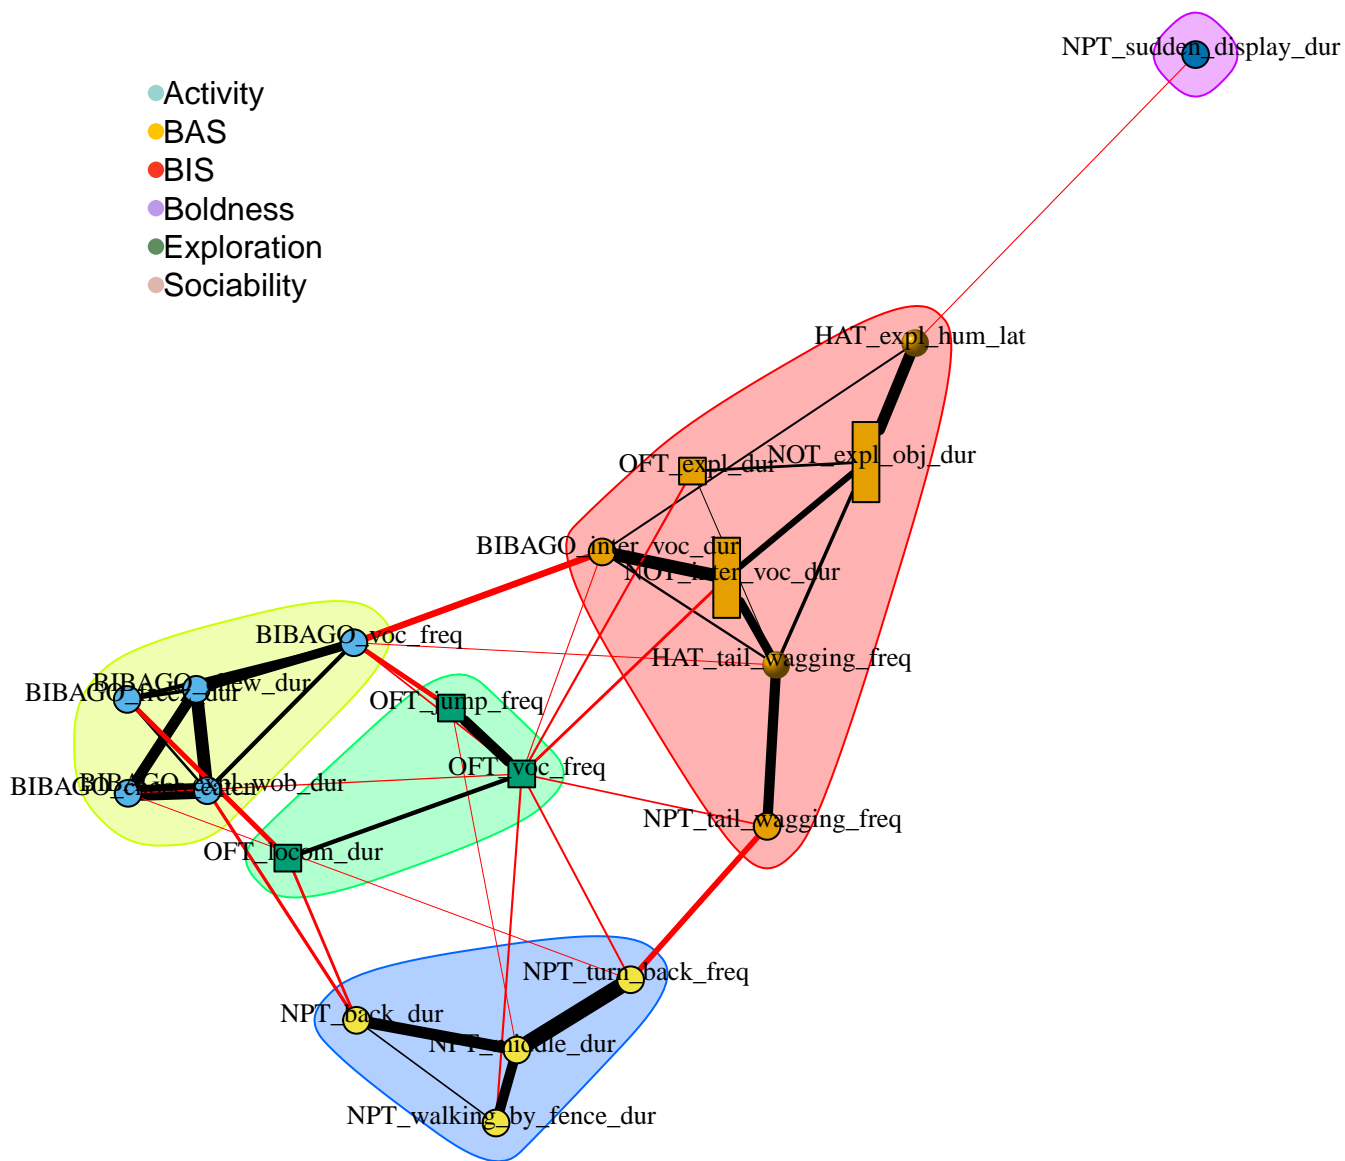 NPT_sudden_display_dur
Activity
BAS
BIS
Boldness
Exploration
Sociability
HAT_expl_hum_lat
NOT_expl_obj_dur
OFT_expl_dur
BIBAGO_inter_voc_dur
NOT_inter_voc_dur
BIBAGO_voc_freq
HAT_tail_wagging_freq
OFT_jump_freq
OFT_voc_freq
BIBAGO_expl_wob_dur
NPT_tail_wagging_freq
OFT_locom_dur
NPT_turn_back_freq
NPT_back_dur
NPT_middle_dur
NPT_walking_by_fence_dur